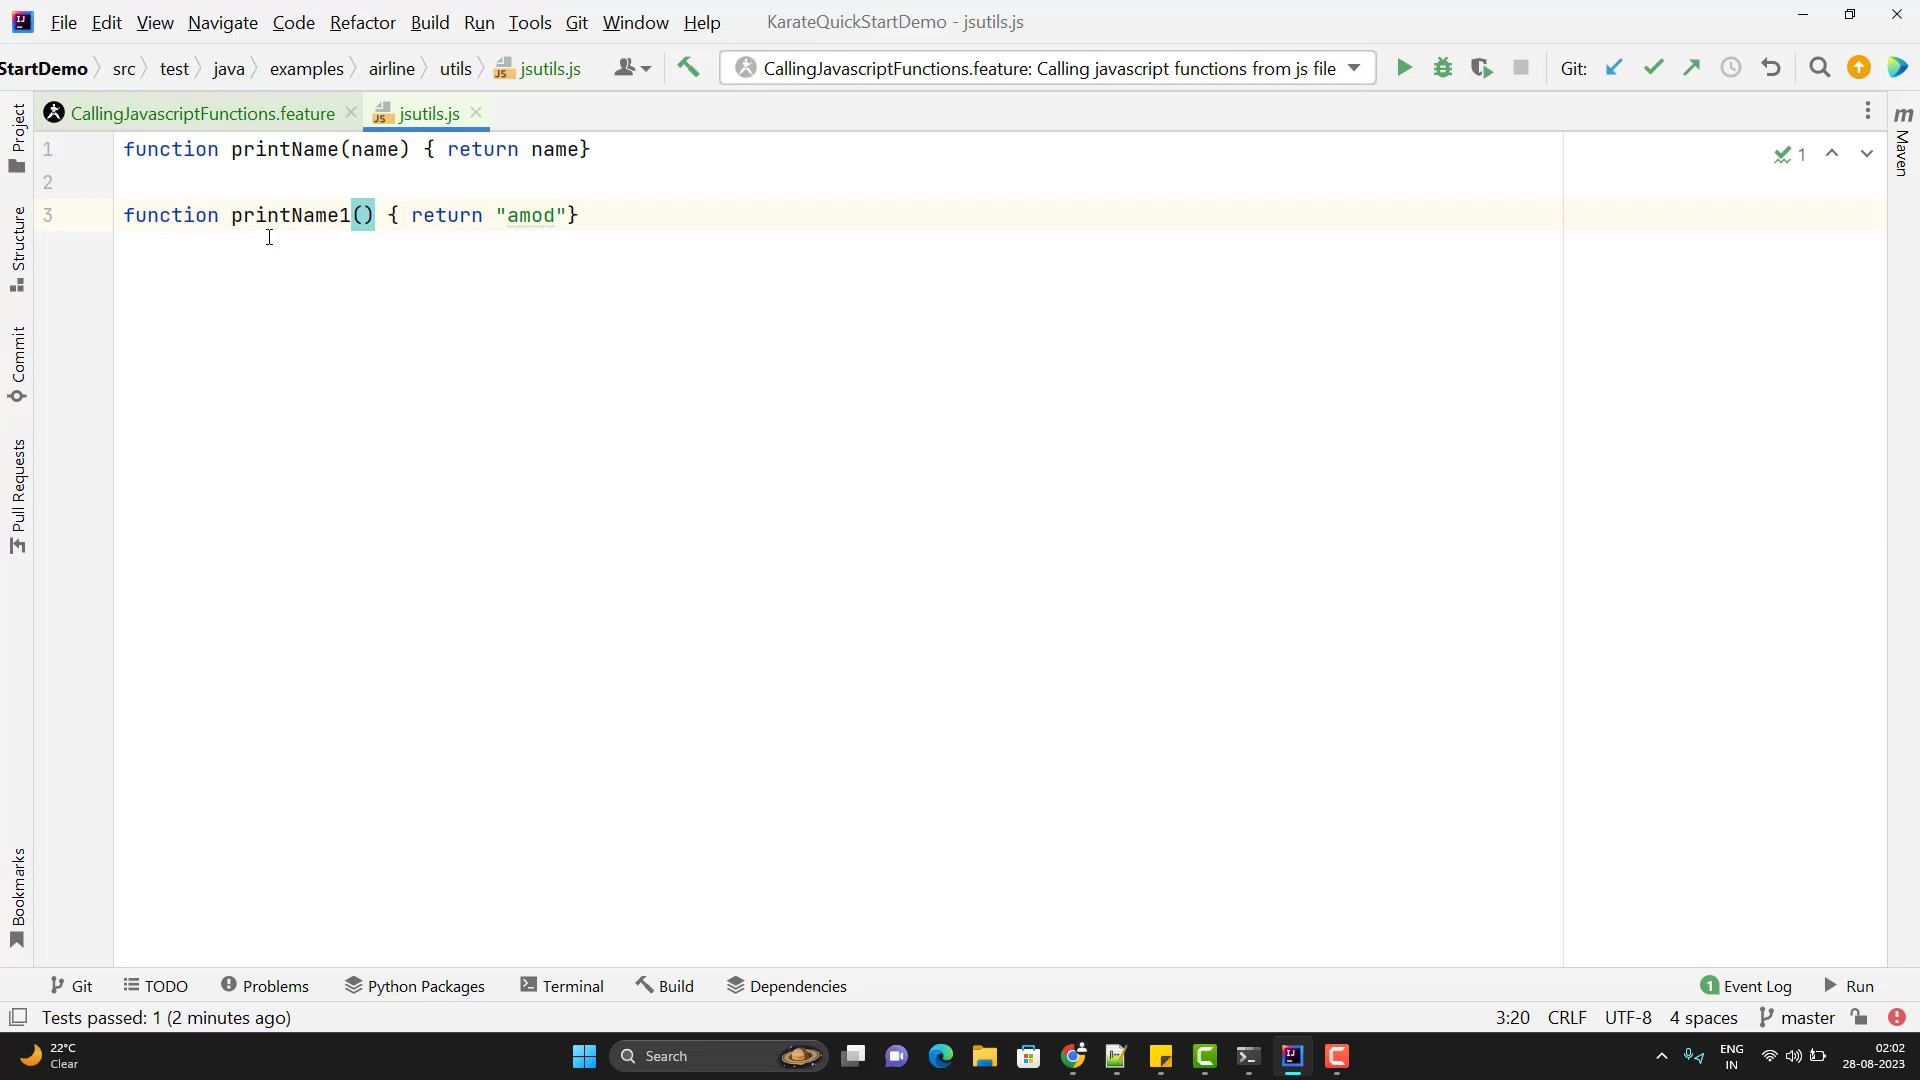 File Edit View Navigate Code Refactor Build Run Tools Git Window Help KarateQuickStartDemo - jsutils.js
StartDemo src test java examples airline utils jsutils.js CallingJavascriptFunctions.feature: Calling javascript functions from js file Git:
CallingJavascriptFunctions.feature jsutils.js
1 function printName(name) { return name}
2
3 function printName1() { return "amod"}
1
Project
Structure
Commit
Pull Requests
Bookmarks
Maven
Git TODO Problems Python Packages Terminal Build Dependencies 1 Event Log Run
Tests passed: 1 (2 minutes ago) 3:20 CRLF UTF-8 4 spaces master
22°C
Clear
Search
ENG
IN
02:02
28-08-2023